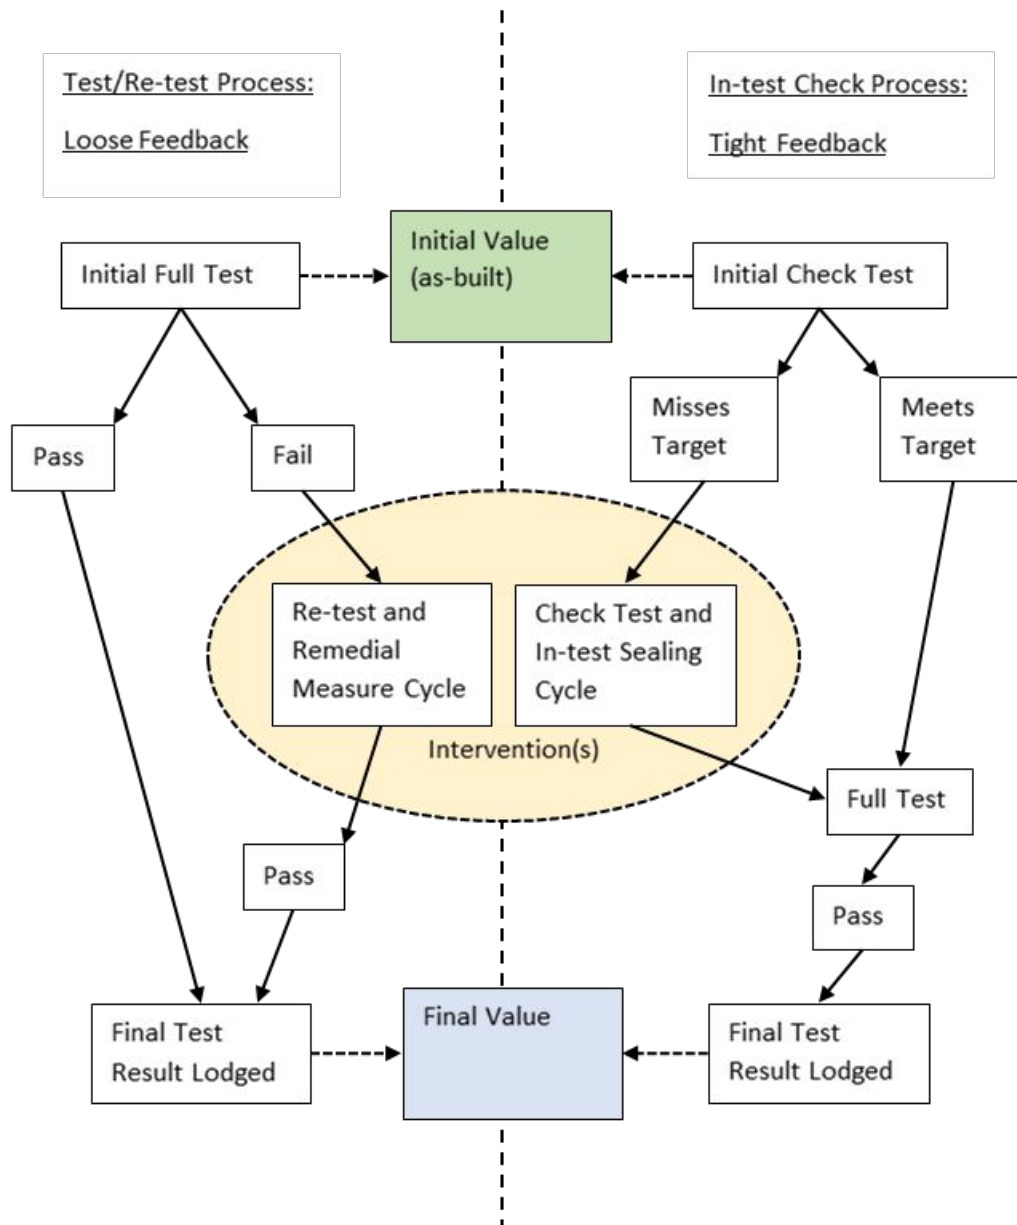 Test/Re-test Process:
Loose Feedback
In-test Check Process:
Tight Feedback
Initial Full Test
Initial Value
(as-built)
Initial Check Test
Pass
Fail
Misses
Target
Meets
Target
Re-test and
Remedial
Measure Cycle
Check Test and
In-test Sealing
Cycle
Intervention(s)
Full Test
Pass
Pass
Final Test
Result Lodged
Final Value
Final Test
Result Lodged